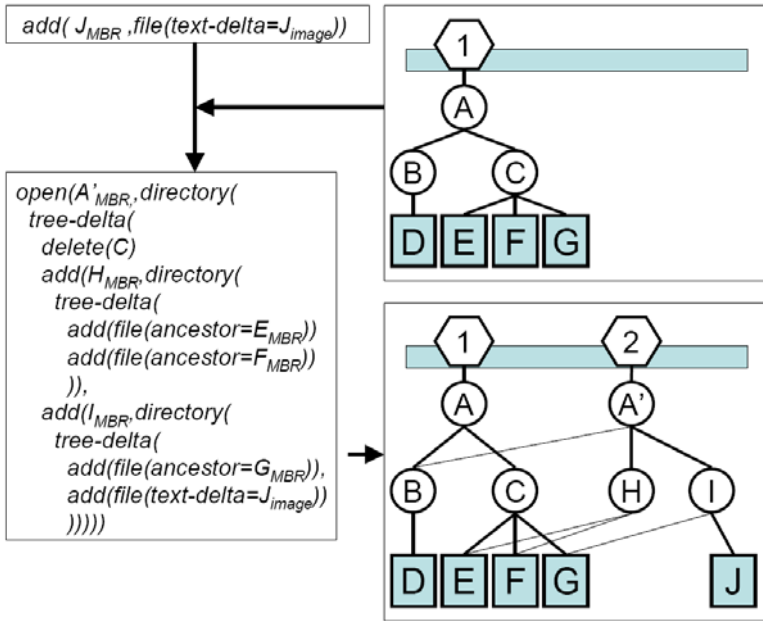 add( J_MBR ,file(text-delta=J_image))
1
A
B
C
D
E
F
G
open(A'_MBR,,directory(
tree-delta(
delete(C)
add(H_MBR,directory(
tree-delta(
add(file(ancestor=E_MBR))
add(file(ancestor=F_MBR))
)),
add(I_MBR,directory(
tree-delta(
add(file(ancestor=G_MBR)),
add(file(text-delta=J_image))
)))))
1
2
A
A'
B
C
H
I
D
E
F
G
J